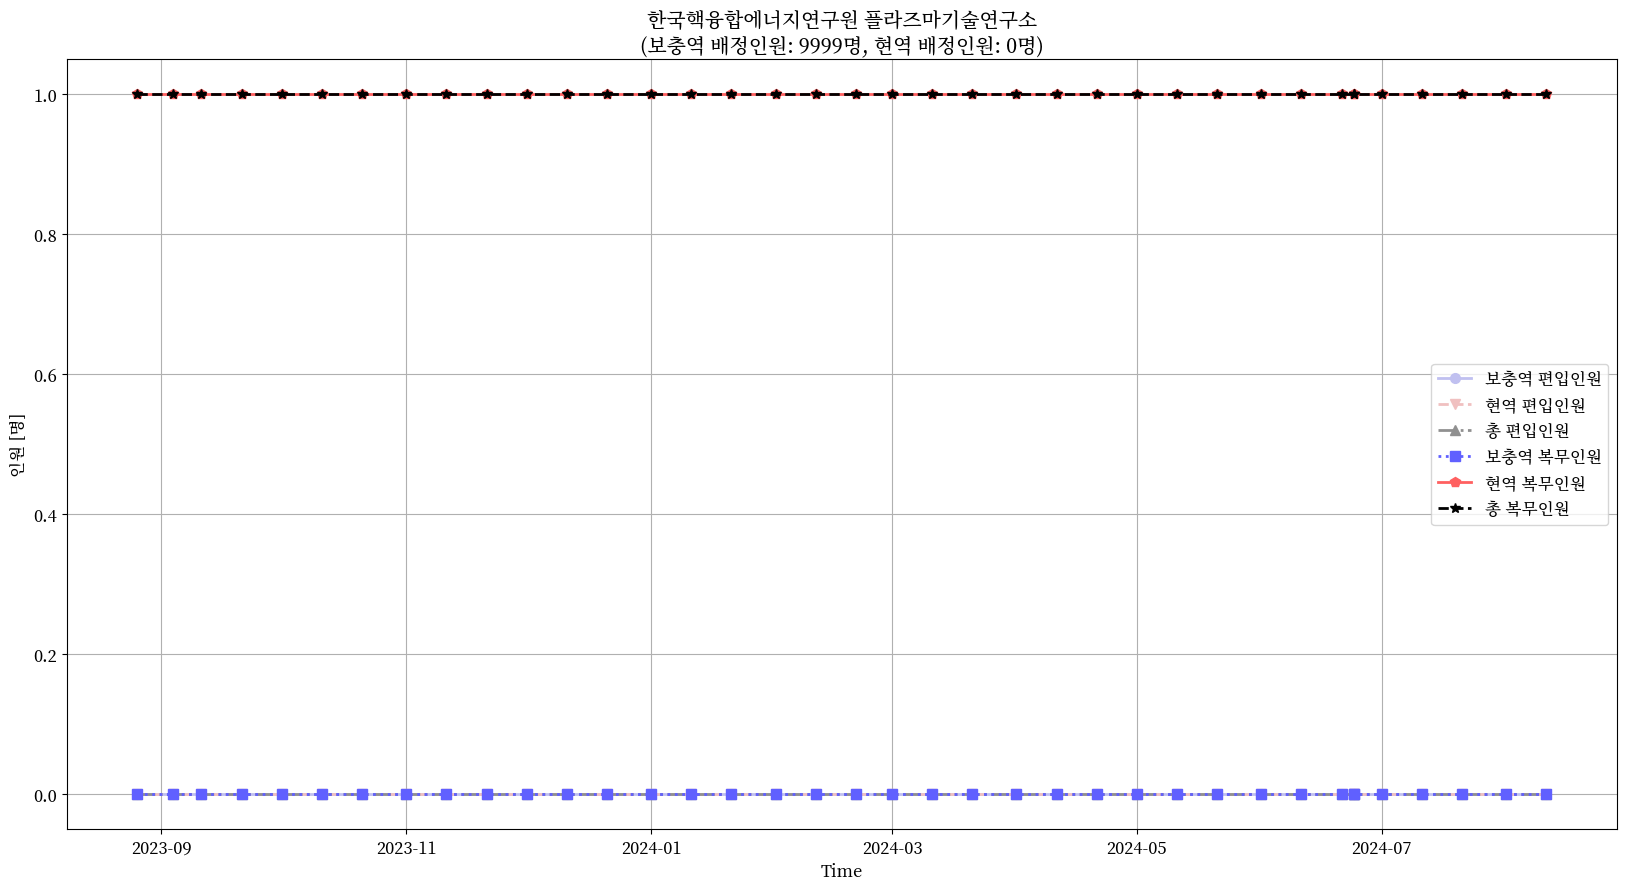 한국핵융합에너지연구원 플라즈마기술연구소
(보충역 배정인원: 9999명, 현역 배정인원: 0명)
인원 [명]
1.0
0.8
0.6
0.4
0.2
0.0
보충역 편입인원
현역 편입인원
총 편입인원
보충역 복무인원
현역 복무인원
총 복무인원
2023-09
2023-11
2024-01
2024-03
2024-05
2024-07
Time